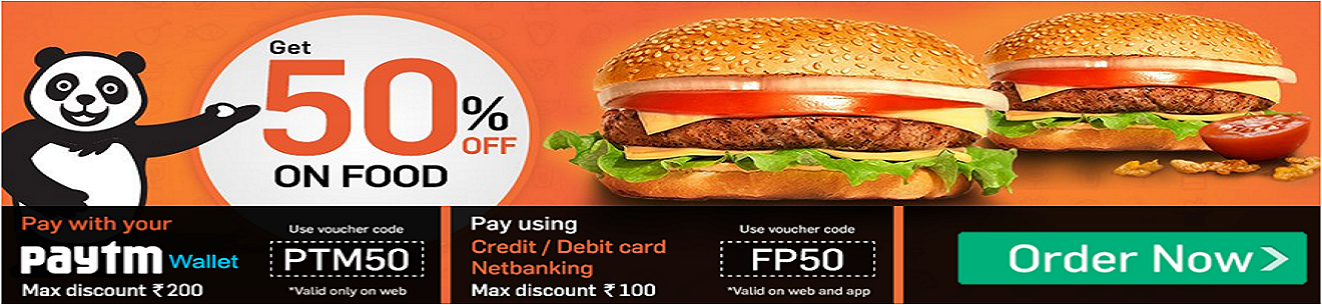 Get
50%
OFF
ON FOOD
Pay with your
paytm Wallet
Max discount ₹200
Use voucher code
PTM50
*Valid only on web
Pay using
Credit / Debit card
Netbanking
Max discount ₹100
Use voucher code
FP50
*Valid on web and app
Order Now >